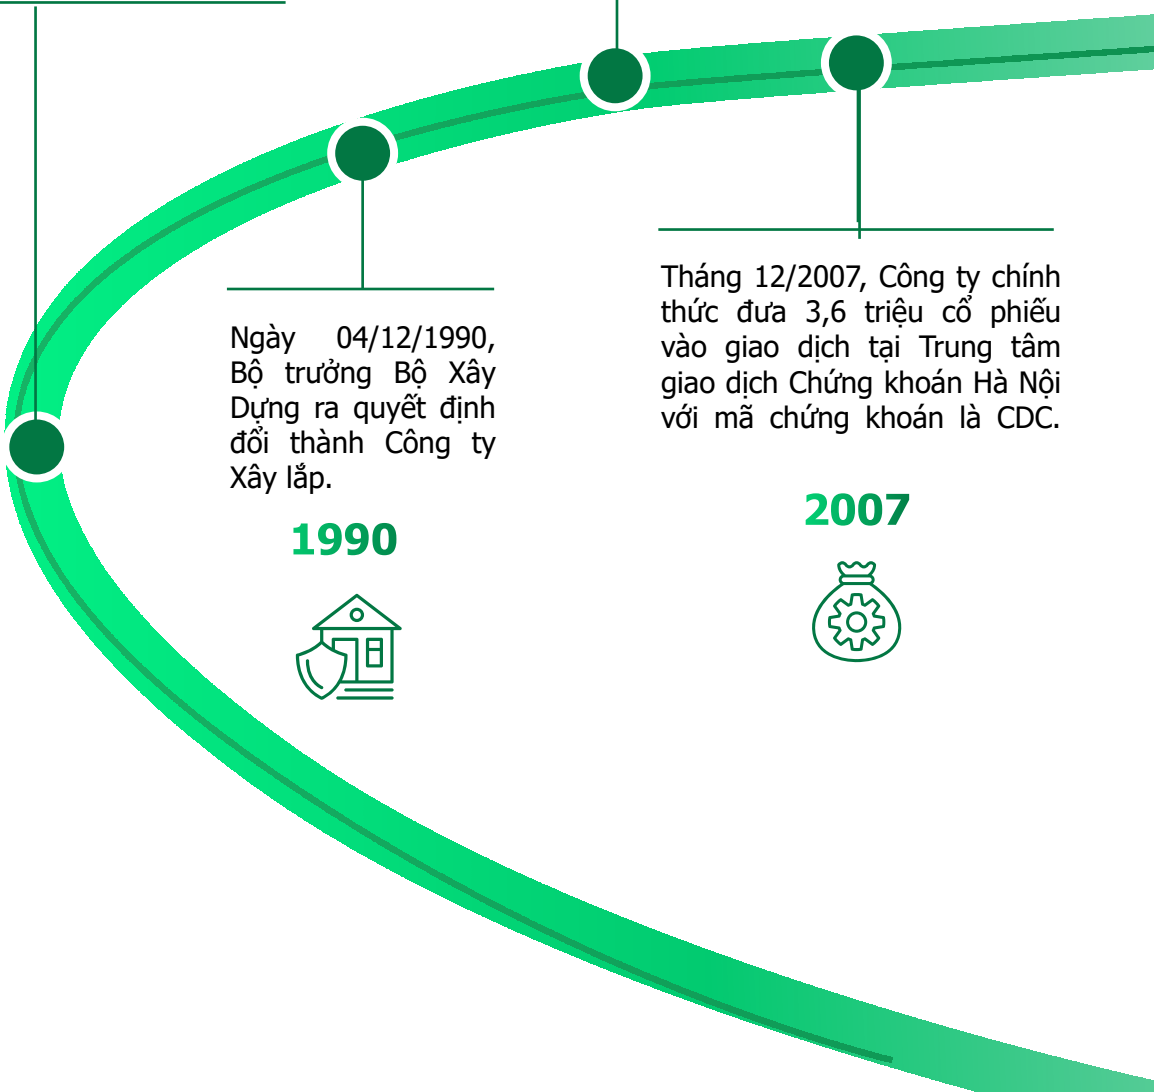 Ngày 04/12/1990,
Bộ trưởng Bộ Xây
Dựng ra quyết định
đổi thành Công ty
Xây lắp.
1990
Tháng 12/2007, Công ty chính
thức đưa 3,6 triệu cổ phiếu
vào giao dịch tại Trung tâm
giao dịch Chứng khoán Hà Nội
với mã chứng khoán là CDC.
2007